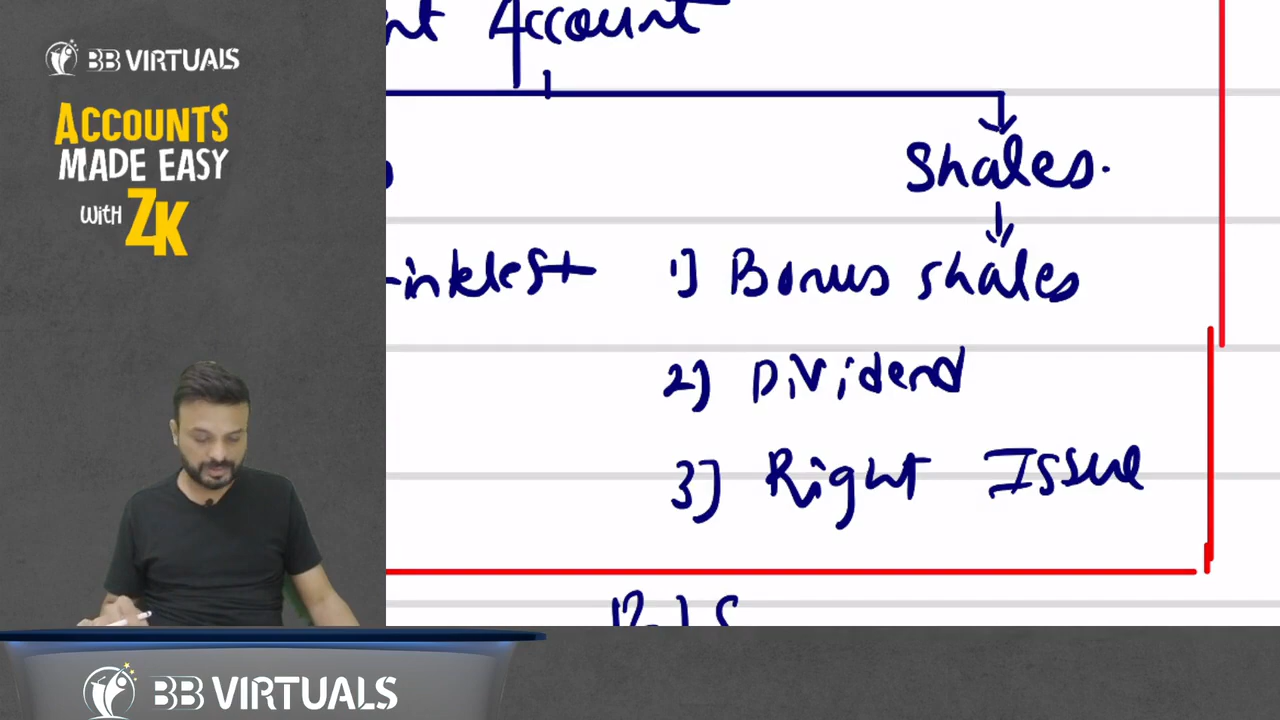 BB VIRTUALS
ACCOUNTS
MADE EASY
WITH ZK
nt Account
Shares.
-interest
1] Bonus shares
2) Dividend
3] Right Issue
BB VIRTUALS